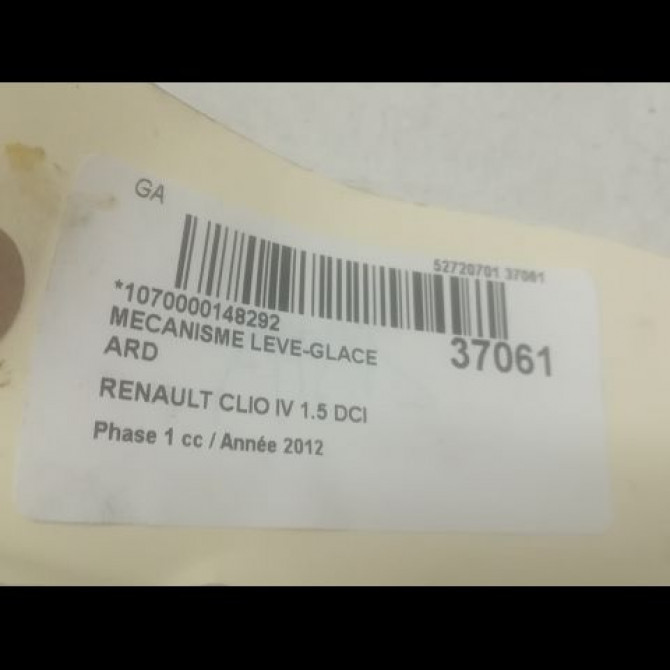 GA
52720701 37061
*1070000148292
MECANISME LEVE-GLACE
ARD
37061
RENAULT CLIO IV 1.5 DCI
Phase 1 cc / Année 2012